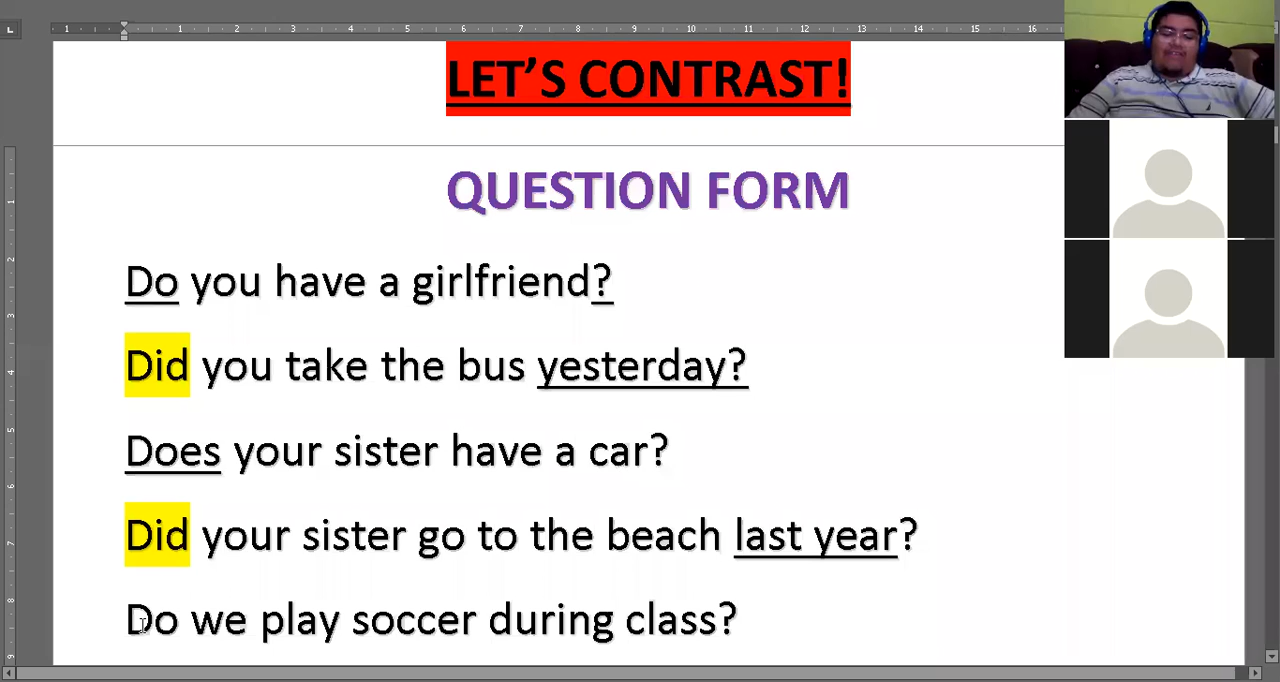 LET'S CONTRAST!
QUESTION FORM
Do you have a girlfriend?
Did you take the bus yesterday?
Does your sister have a car?
Did your sister go to the beach last year?
Do we play soccer during class?